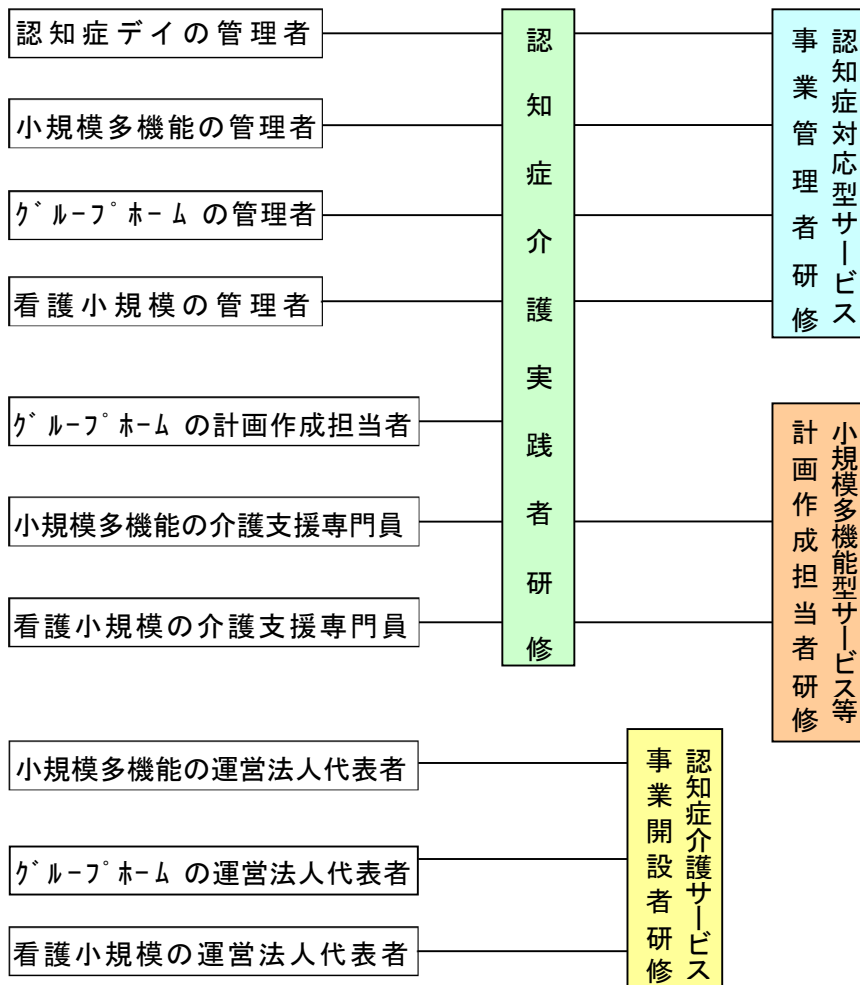 認知症デイの管理者
小規模多機能の管理者
ｸﾞﾙｰﾌﾟﾎｰﾑの管理者
看護小規模の管理者
ｸﾞﾙｰﾌﾟﾎｰﾑの計画作成担当者
小規模多機能の介護支援専門員
看護小規模の介護支援専門員
小規模多機能の運営法人代表者
ｸﾞﾙｰﾌﾟﾎｰﾑの運営法人代表者
看護小規模の運営法人代表者
認知症介護実践者研修
認知症対応型サービス
事業管理者研修
小規模多機能型サービス等
計画作成担当者研修
認知症介護サービス
事業開設者研修